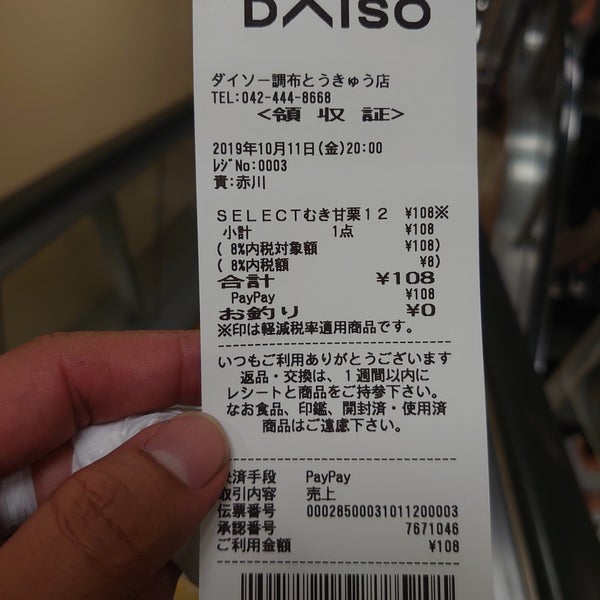 DAISO
ダイソー調布とうきゅう店
TEL:042-444-8668
<領 収 証>
2019年10月11日(金)20:00
ﾚｼﾞNo:0003
責:赤川
ＳＥＬＥＣＴむき甘栗１２ ¥108※
小計 1点 ¥108
( 8%内税対象額 ¥108)
( 8%内税額 ¥8)
合計 ¥108
PayPay ¥108
お釣り ¥0
※印は軽減税率適用商品です。
いつもご利用ありがとうございます
返品・交換は、１週間以内に
レシートと商品をご持参下さい。
なお食品、印鑑、開封済・使用済
商品はご遠慮下さい。
決済手段 PayPay
取引内容 売上
伝票番号 00028500031011200003
承認番号 7671046
ご利用金額 ¥108